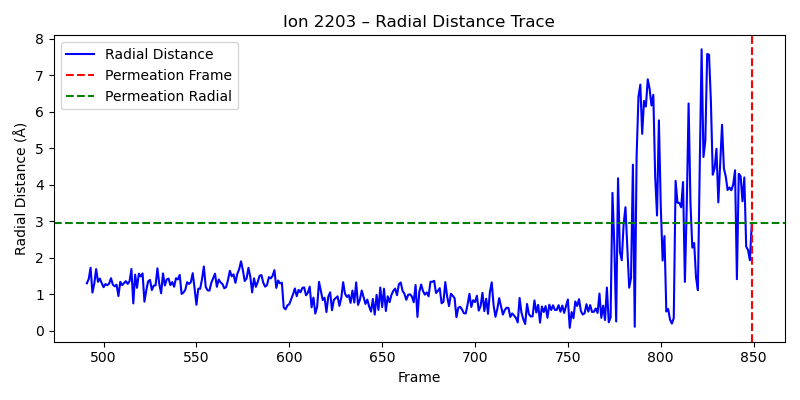 Ion 2203 – Radial Distance Trace
8
7
6
5
4
3
2
1
0
Radial Distance (Å)
Radial Distance
Permeation Frame
Permeation Radial
500 550 600 650 700 750 800 850
Frame